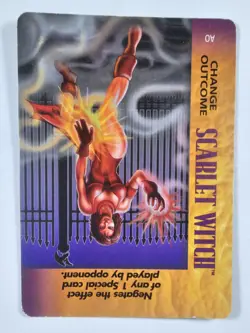 AO
CHANGE
OUTCOME
SCARLET WITCH™
Negates the effect
of any 1 Special card
played by opponent.